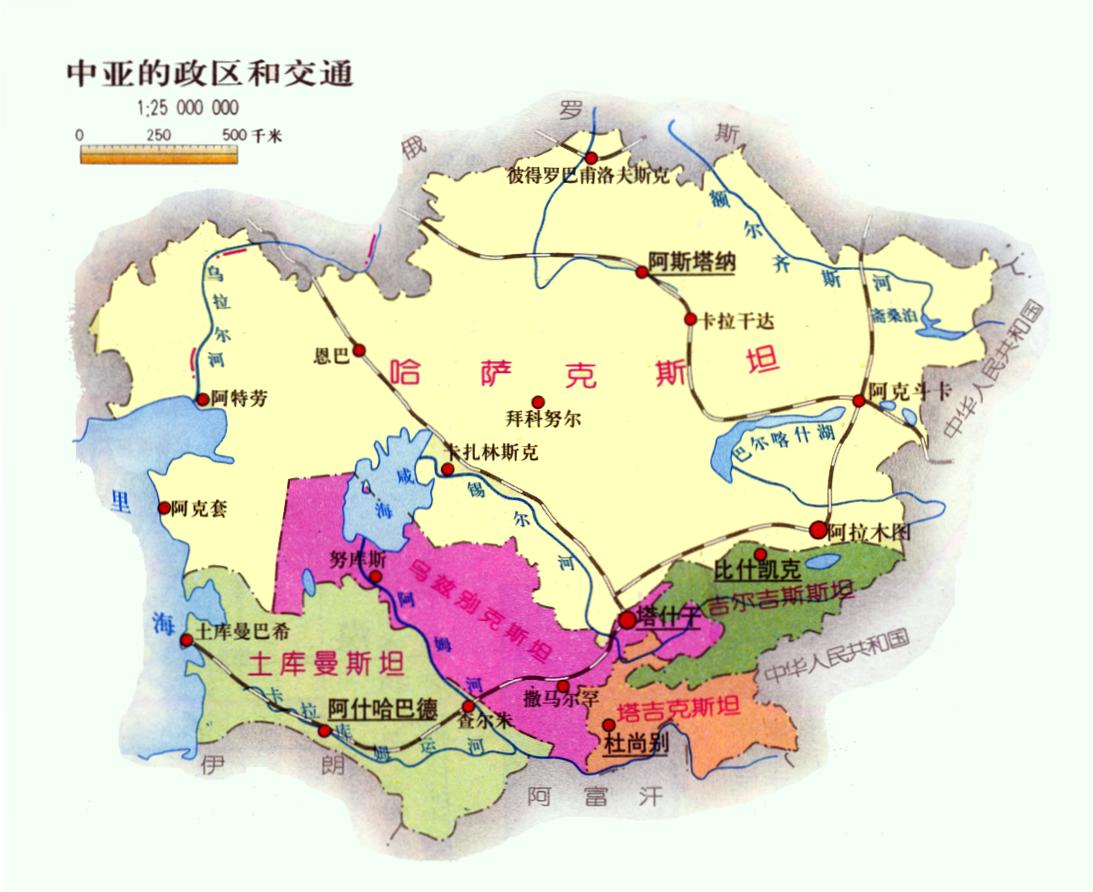 中亚的政区和交通
1:25 000 000
0 250 500 千米
俄 罗 斯
彼得罗巴甫洛夫斯克
额尔齐斯河
阿斯塔纳
乌拉尔河
斋桑泊
卡拉干达
中华人民共和国
恩巴
哈萨克斯坦
阿特劳
拜科努尔
阿克斗卡
巴尔喀什湖
卡扎林斯克
咸海
锡尔河
里海
阿克套
阿拉木图
努库斯
比什凯克
乌兹别克斯坦
阿姆河
吉尔吉斯斯坦
塔什干
土库曼巴希
土库曼斯坦
中华人民共和国
卡拉库姆运河
阿什哈巴德
查尔朱
撒马尔罕
塔吉克斯坦
杜尚别
伊朗
阿富汗